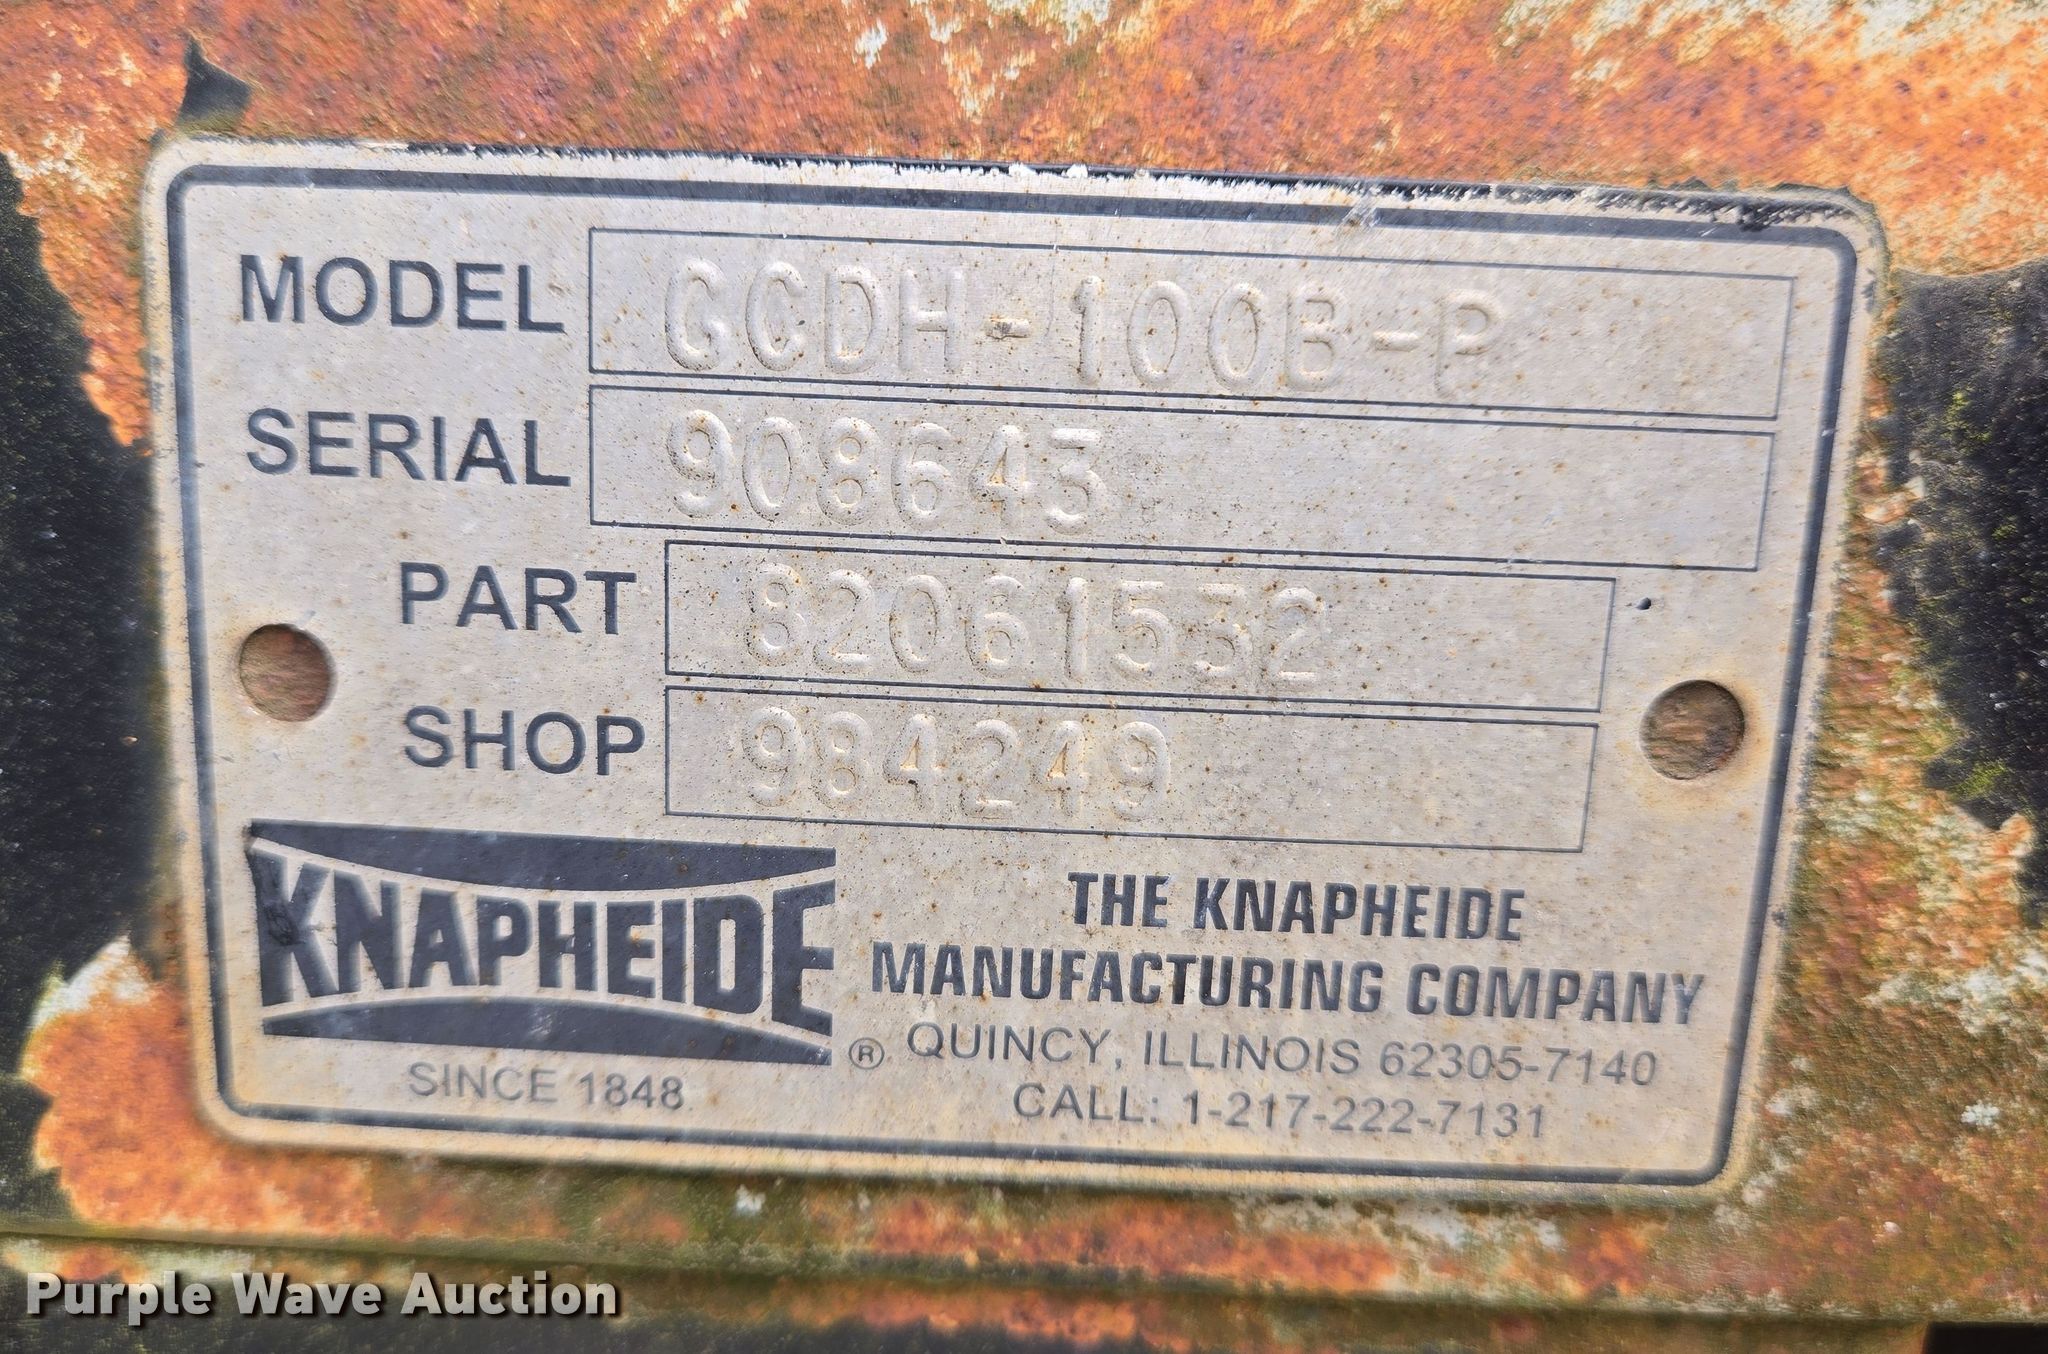 MODEL GCDH-100B-P
SERIAL 908643
PART 82061532
SHOP 984249
KNAPHEIDE ®
SINCE 1848
THE KNAPHEIDE
MANUFACTURING COMPANY
QUINCY, ILLINOIS 62305-7140
CALL: 1-217-222-7131
Purple Wave Auction